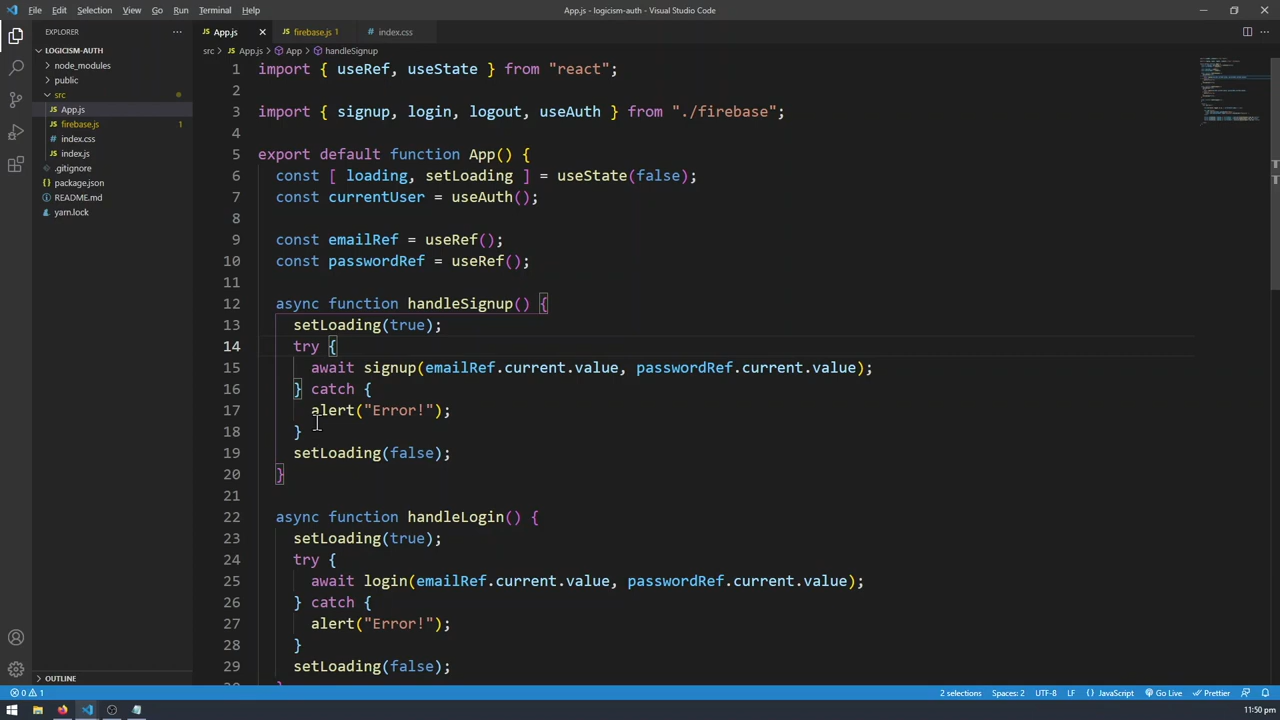 File Edit Selection View Go Run Terminal Help
App.js - logicism-auth - Visual Studio Code
EXPLORER
LOGICISM-AUTH
node_modules
public
src
App.js
firebase.js 1
index.css
index.js
.gitignore
package.json
README.md
yarn.lock
OUTLINE
App.js firebase.js 1 index.css
src > App.js > App > handleSignup
1 import { useRef, useState } from "react";
2
3 import { signup, login, logout, useAuth } from "./firebase";
4
5 export default function App() {
6 const [ loading, setLoading ] = useState(false);
7 const currentUser = useAuth();
8
9 const emailRef = useRef();
10 const passwordRef = useRef();
11
12 async function handleSignup() {
13 setLoading(true);
14 try {
15 await signup(emailRef.current.value, passwordRef.current.value);
16 } catch {
17 alert("Error!");
18 }
19 setLoading(false);
20 }
21
22 async function handleLogin() {
23 setLoading(true);
24 try {
25 await login(emailRef.current.value, passwordRef.current.value);
26 } catch {
27 alert("Error!");
28 }
29 setLoading(false);
0 1
2 selections Spaces: 2 UTF-8 LF JavaScript Go Live Prettier
11:50 pm